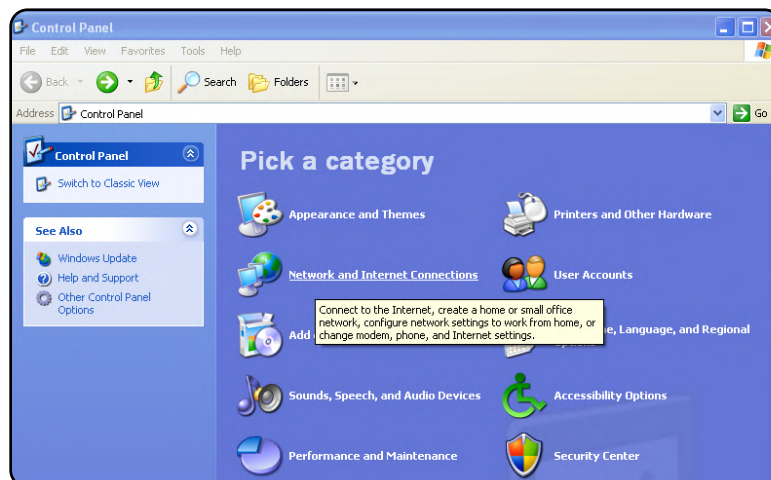 Control Panel
File Edit View Favorites Tools Help
Back Search Folders
Address Control Panel Go
Control Panel
Switch to Classic View
See Also
Windows Update
Help and Support
Other Control Panel
Options
Pick a category
Appearance and Themes
Printers and Other Hardware
Network and Internet Connections
User Accounts
Connect to the Internet, create a home or small office
network, configure network settings to work from home, or
change modem, phone, and Internet settings.
Add
Language, and Regional
Sounds, Speech, and Audio Devices
Accessibility Options
Performance and Maintenance
Security Center